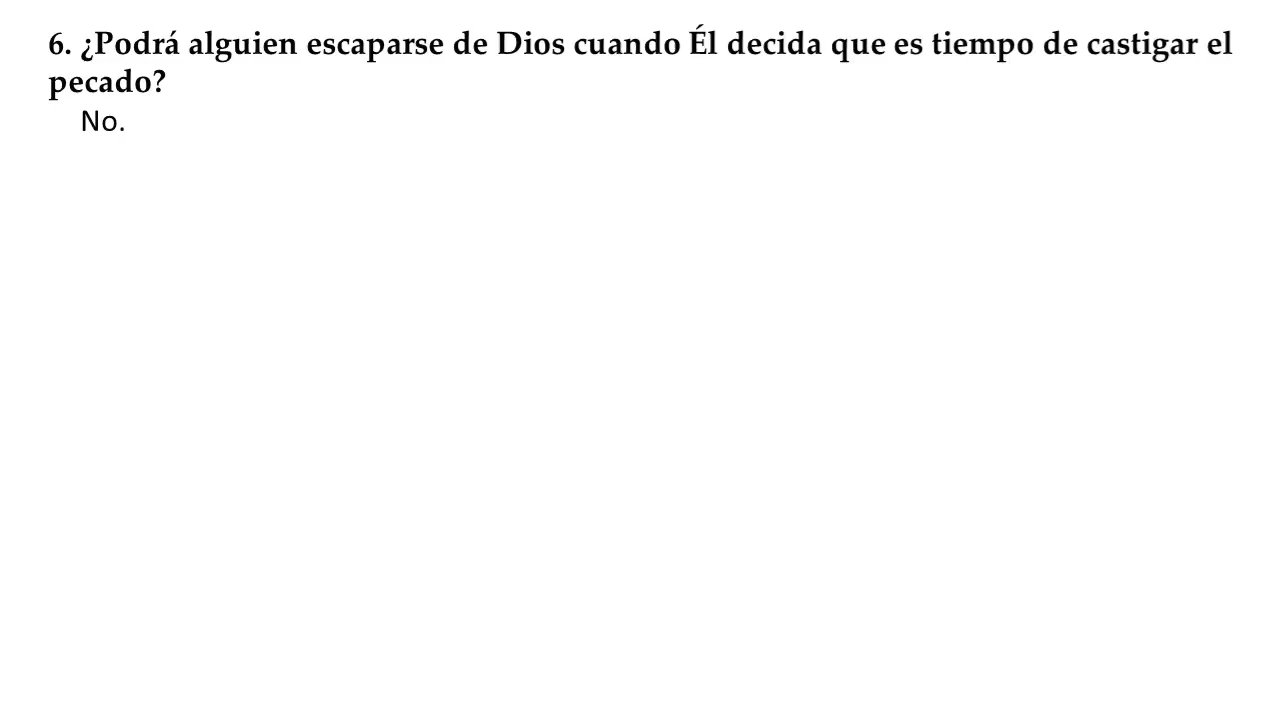 6. ¿Podrá alguien escaparse de Dios cuando Él decida que es tiempo de castigar el
pecado?
No.